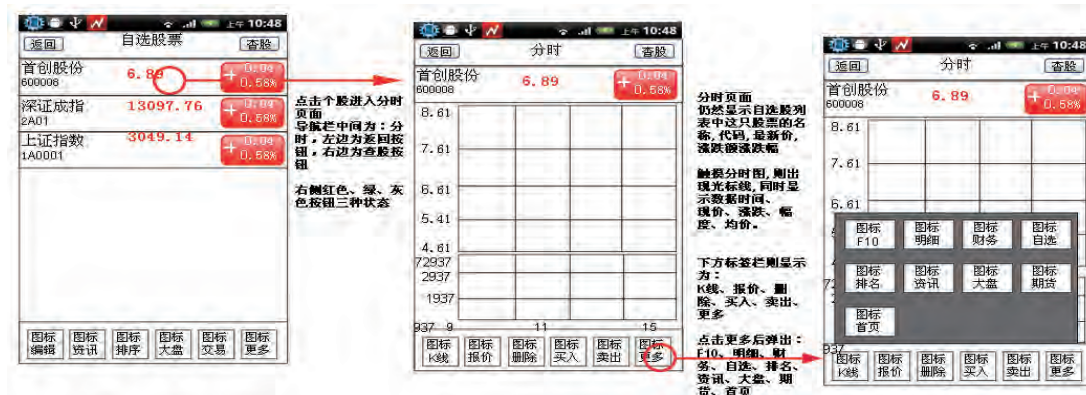 上午 10:48
返回
自选股票
查股
首创股份
600008
6.89
+ 0.04
0.58%
深证成指
2A01
13097.76
+ 0.04
0.58%
上证指数
1A0001
3049.14
+ 0.04
0.58%
图标 图标 图标 图标 图标 图标
编辑 资讯 排序 大盘 交易 更多
点击个股进入分时
页面
导航栏中间为：分
时，左边为返回按
钮，右边为查股按
钮
右侧红色、绿、灰
色按钮三种状态
上午 10:48
返回
分时
查股
首创股份
600008
6.89
+ 0.04
0.58%
8.61
7.61
6.61
5.41
4.61
72937
2937
1937
937 9 11 15
图标 图标 图标 图标 图标 图标
K线 报价 删除 买入 卖出 更多
分时页面
仍然显示自选股列
表中这只股票的名
称,代码,最新价,
涨跌额涨跌幅
触摸分时图,则出
现光标线,同时显
示数据时间、
现价、涨跌、幅
度、均价。
下方标签栏则显示
为：
K线、报价、删
除、买入、卖出、
更多
点击更多后弹出：
F10、明细、财
务、自选、排名、
资讯、大盘、期
货、首页
上午 10:48
返回
分时
查股
首创股份
600008
6.89
+ 0.04
0.58%
8.61
7.61
6.61
图标 图标 图标 图标
F10 明细 财务 自选
图标 图标 图标 图标
排名 资讯 大盘 期货
图标
首页
937
图标 图标 图标 图标 图标 图标
K线 报价 删除 买入 卖出 更多